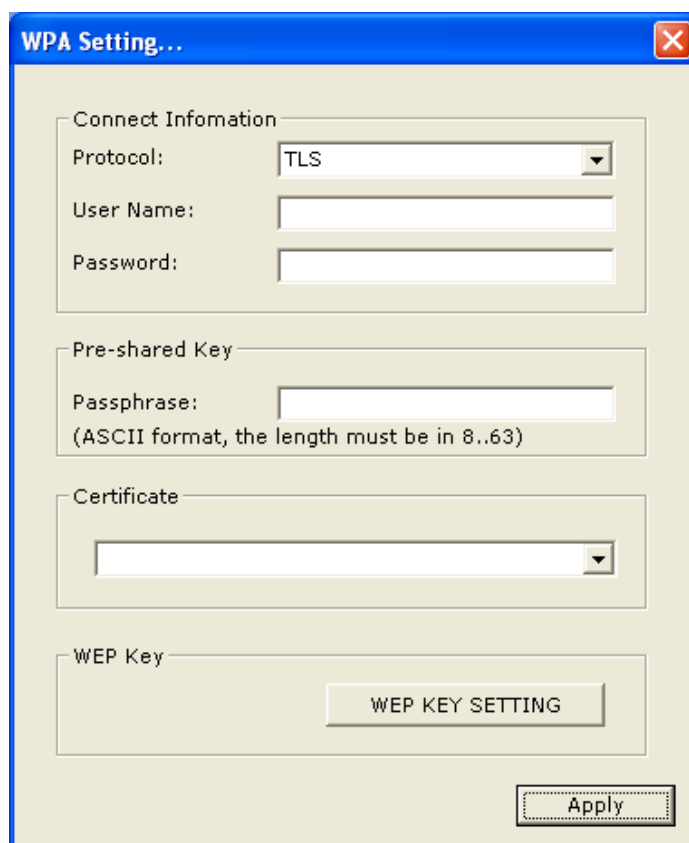 WPA Setting...
Connect Infomation
Protocol:
TLS
User Name:
Password:
Pre-shared Key
Passphrase:
(ASCII format, the length must be in 8..63)
Certificate
WEP Key
WEP KEY SETTING
Apply